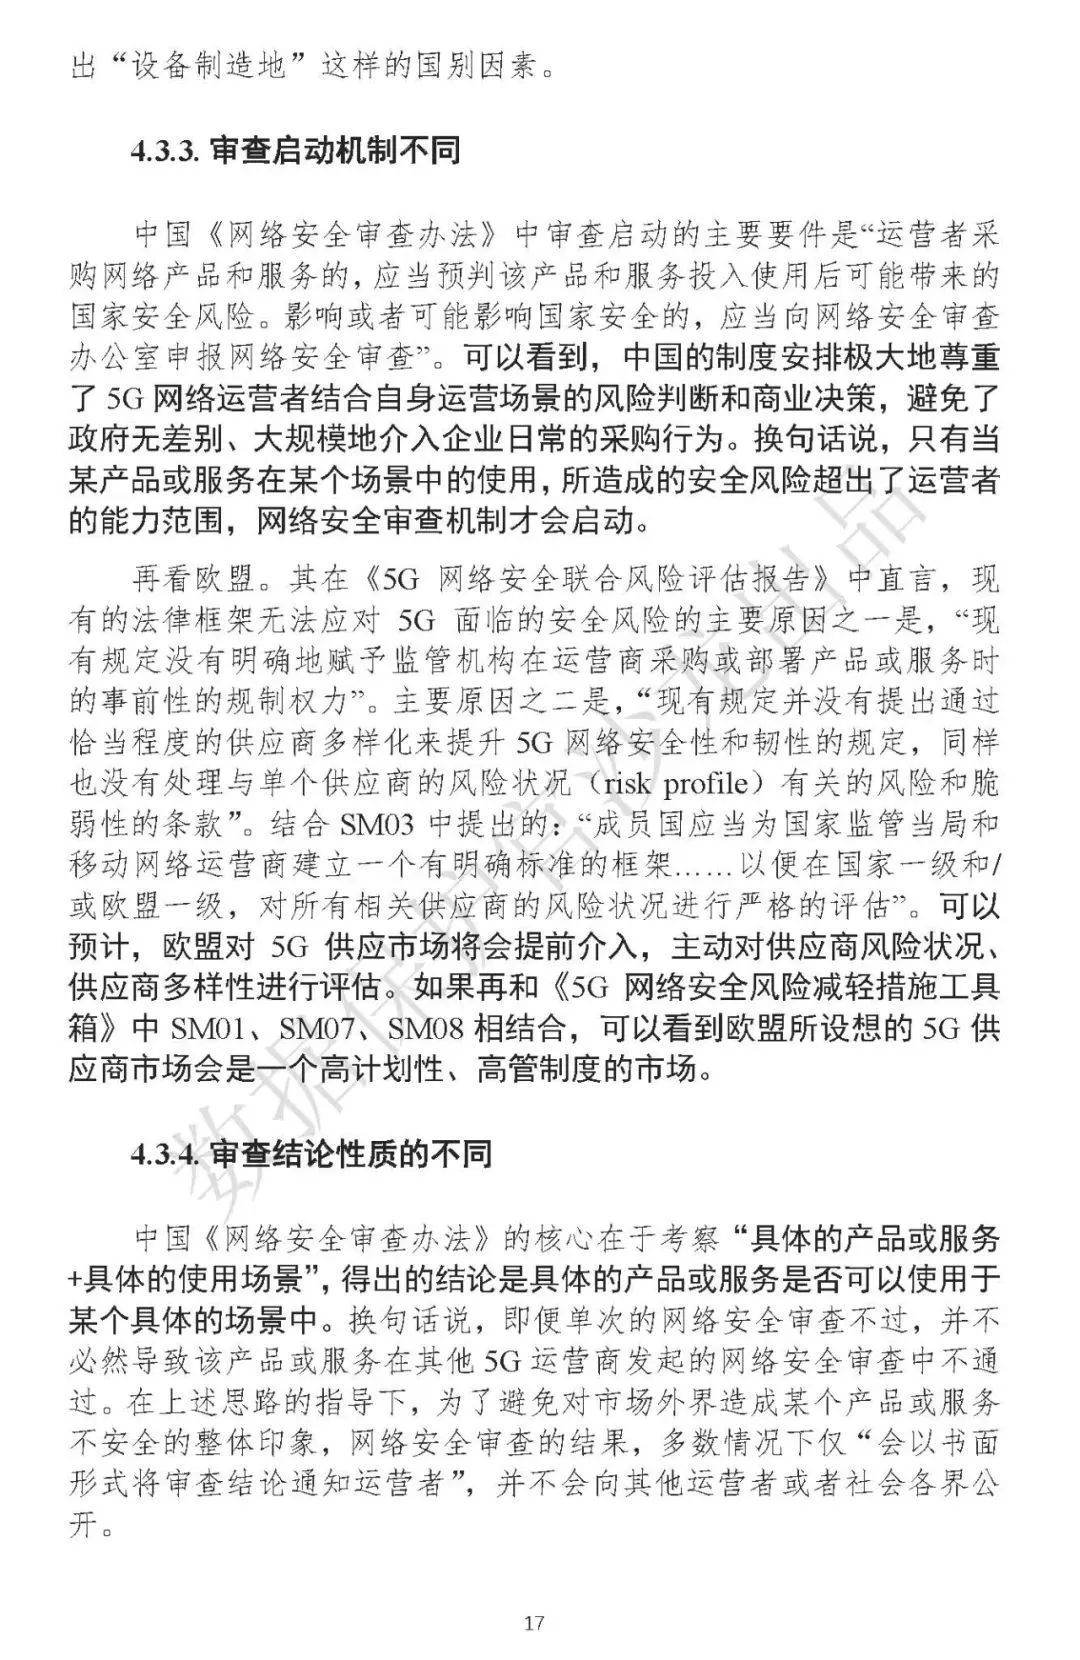 出“设备制造地”这样的国别因素。
4.3.3. 审查启动机制不同
中国《网络安全审查办法》中审查启动的主要要件是“运营者采
购网络产品和服务的，应当预判该产品和服务投入使用后可能带来的
国家安全风险。影响或者可能影响国家安全的，应当向网络安全审查
办公室申报网络安全审查”。可以看到，中国的制度安排极大地尊重
了 5G 网络运营者结合自身运营场景的风险判断和商业决策，避免了
政府无差别、大规模地介入企业日常的采购行为。换句话说，只有当
某产品或服务在某个场景中的使用，所造成的安全风险超出了运营者
的能力范围，网络安全审查机制才会启动。
再看欧盟。其在《5G 网络安全联合风险评估报告》中直言，现
有的法律框架无法应对 5G 面临的安全风险的主要原因之一是，“现
有规定没有明确地赋予监管机构在运营商采购或部署产品或服务时
的事前性的规制权力”。主要原因之二是，“现有规定并没有提出通过
恰当程度的供应商多样化来提升 5G 网络安全性和韧性的规定，同样
也没有处理与单个供应商的风险状况（risk profile）有关的风险和脆
弱性的条款”。结合 SM03 中提出的：“成员国应当为国家监管当局和
移动网络运营商建立一个有明确标准的框架……以便在国家一级和/
或欧盟一级，对所有相关供应商的风险状况进行严格的评估”。可以
预计，欧盟对 5G 供应市场将会提前介入，主动对供应商风险状况、
供应商多样性进行评估。如果再和《5G 网络安全风险减轻措施工具
箱》中 SM01、SM07、SM08 相结合，可以看到欧盟所设想的 5G 供
应商市场会是一个高计划性、高管制度的市场。
4.3.4. 审查结论性质的不同
中国《网络安全审查办法》的核心在于考察“具体的产品或服务
+具体的使用场景”，得出的结论是具体的产品或服务是否可以使用于
某个具体的场景中。换句话说，即便单次的网络安全审查不过，并不
必然导致该产品或服务在其他 5G 运营商发起的网络安全审查中不通
过。在上述思路的指导下，为了避免对市场外界造成某个产品或服务
不安全的整体印象，网络安全审查的结果，多数情况下仅“会以书面
形式将审查结论通知运营者”，并不会向其他运营者或者社会各界公
开。
17
数据保护官沙龙出品